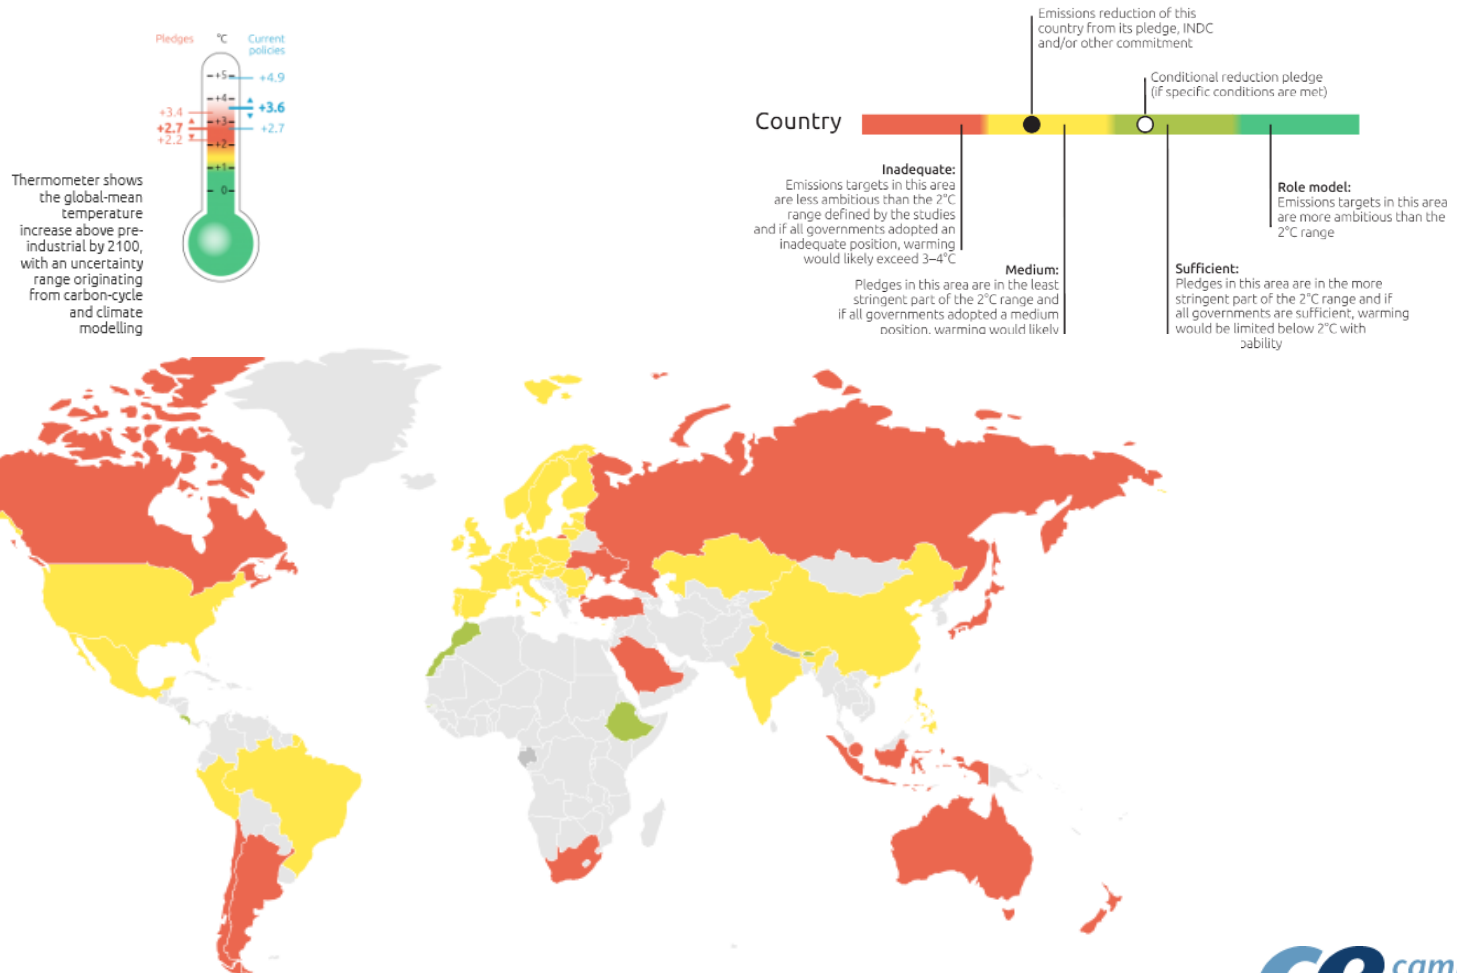 Pledges
°C
Current
policies
+5
+4.9
+4
+3.6
+3.4
+3
+2.7
+2.7
+2.2
+2
+1
0
Thermometer shows
the global-mean
temperature
increase above pre-
industrial by 2100,
with an uncertainty
range originating
from carbon-cycle
and climate
modelling
Emissions reduction of this
country from its pledge, INDC
and/or other commitment
Conditional reduction pledge
(if specific conditions are met)
Country
Inadequate:
Emissions targets in this area
are less ambitious than the 2°C
range defined by the studies
and if all governments adopted an
inadequate position, warming
would likely exceed 3–4°C
Medium:
Pledges in this area are in the least
stringent part of the 2°C range and
if all governments adopted a medium
position, warming would likely
Sufficient:
Pledges in this area are in the more
stringent part of the 2°C range and if
all governments are sufficient, warming
would be limited below 2°C with
Role model:
Emissions targets in this area
are more ambitious than the
2°C range